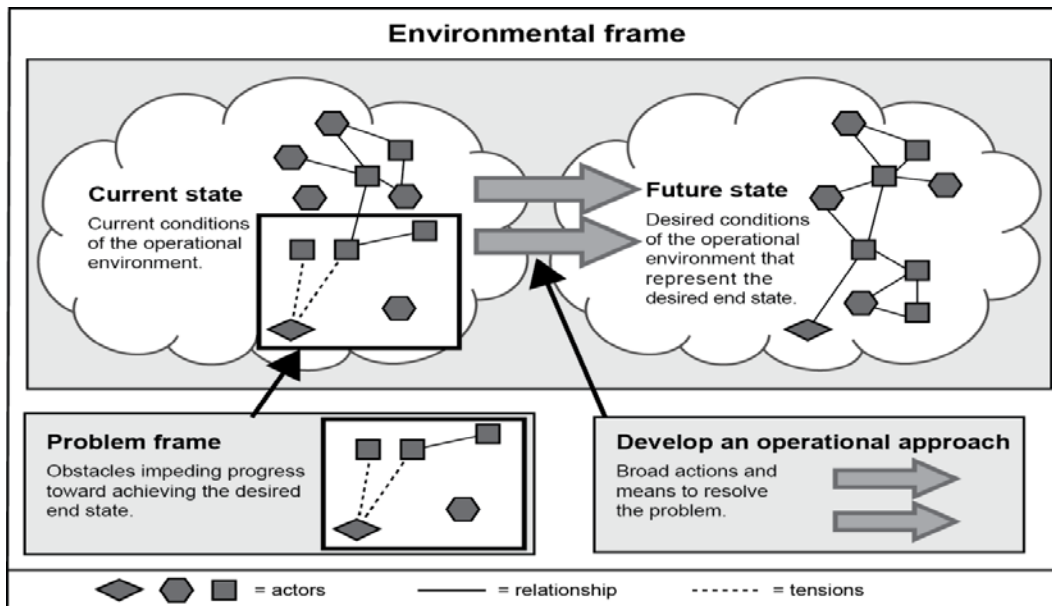 Environmental frame
Current state
Current conditions
of the operational
environment.
Future state
Desired conditions
of the operational
environment that
represent the
desired end state.
Problem frame
Obstacles impeding progress
toward achieving the desired
end state.
Develop an operational approach
Broad actions and
means to resolve
the problem.
= actors
= relationship
= tensions